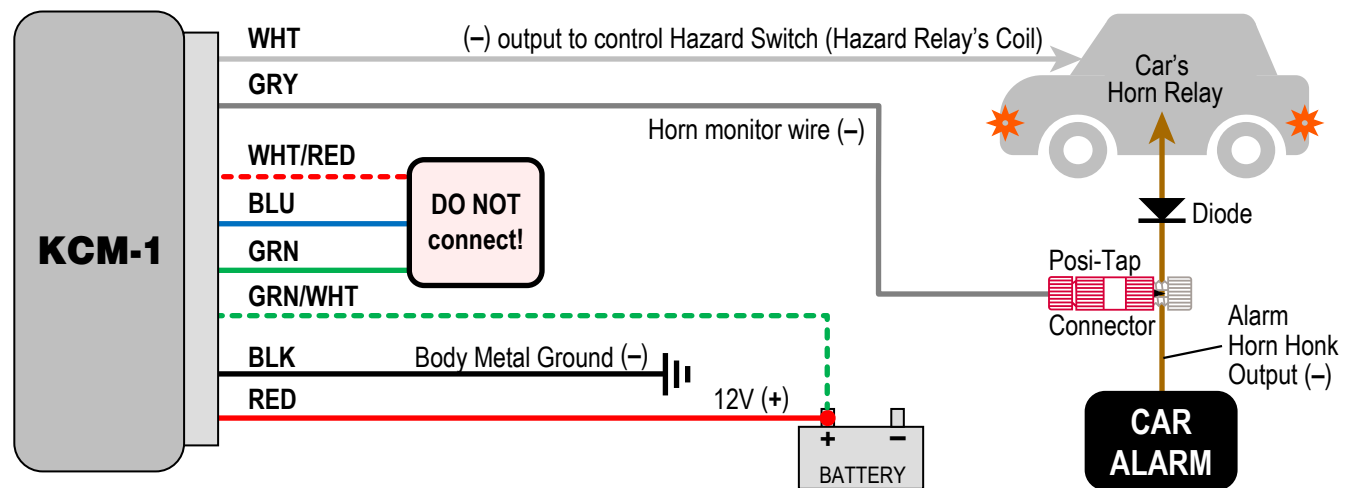 KCM-1
WHT
(–) output to control Hazard Switch (Hazard Relay's Coil)
GRY
Horn monitor wire (–)
WHT/RED
BLU
GRN
DO NOT
connect!
GRN/WHT
BLK
Body Metal Ground (–)
RED
12V (+)
+
–
BATTERY
Car's
Horn Relay
Diode
Posi-Tap
Connector
Alarm
Horn Honk
Output (–)
CAR
ALARM